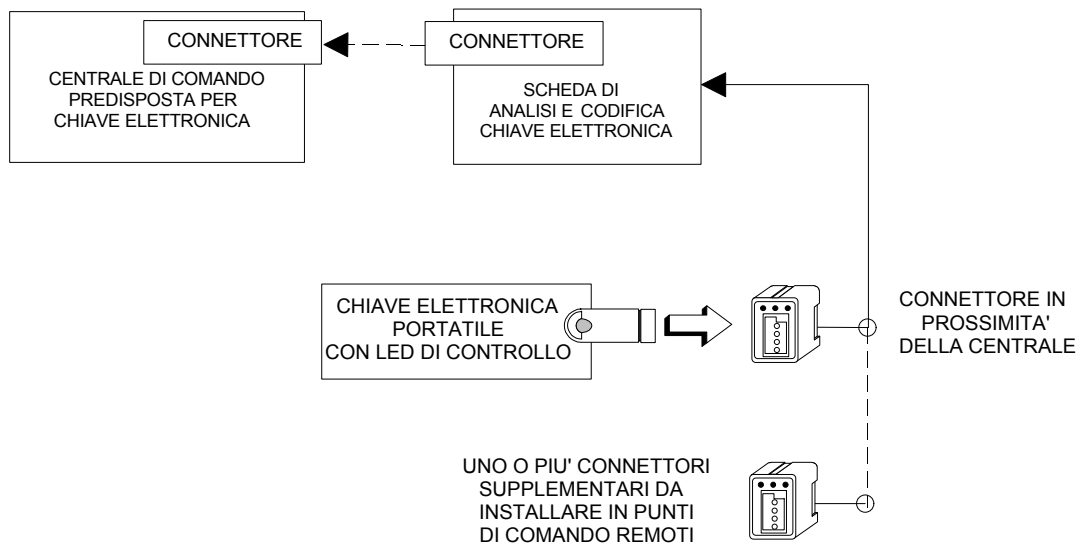 CONNETTORE
CENTRALE DI COMANDO
PREDISPOSTA PER
CHIAVE ELETTRONICA
CONNETTORE
SCHEDA DI
ANALISI E CODIFICA
CHIAVE ELETTRONICA
CHIAVE ELETTRONICA
PORTATILE
CON LED DI CONTROLLO
CONNETTORE IN
PROSSIMITA'
DELLA CENTRALE
UNO O PIU' CONNETTORI
SUPPLEMENTARI DA
INSTALLARE IN PUNTI
DI COMANDO REMOTI